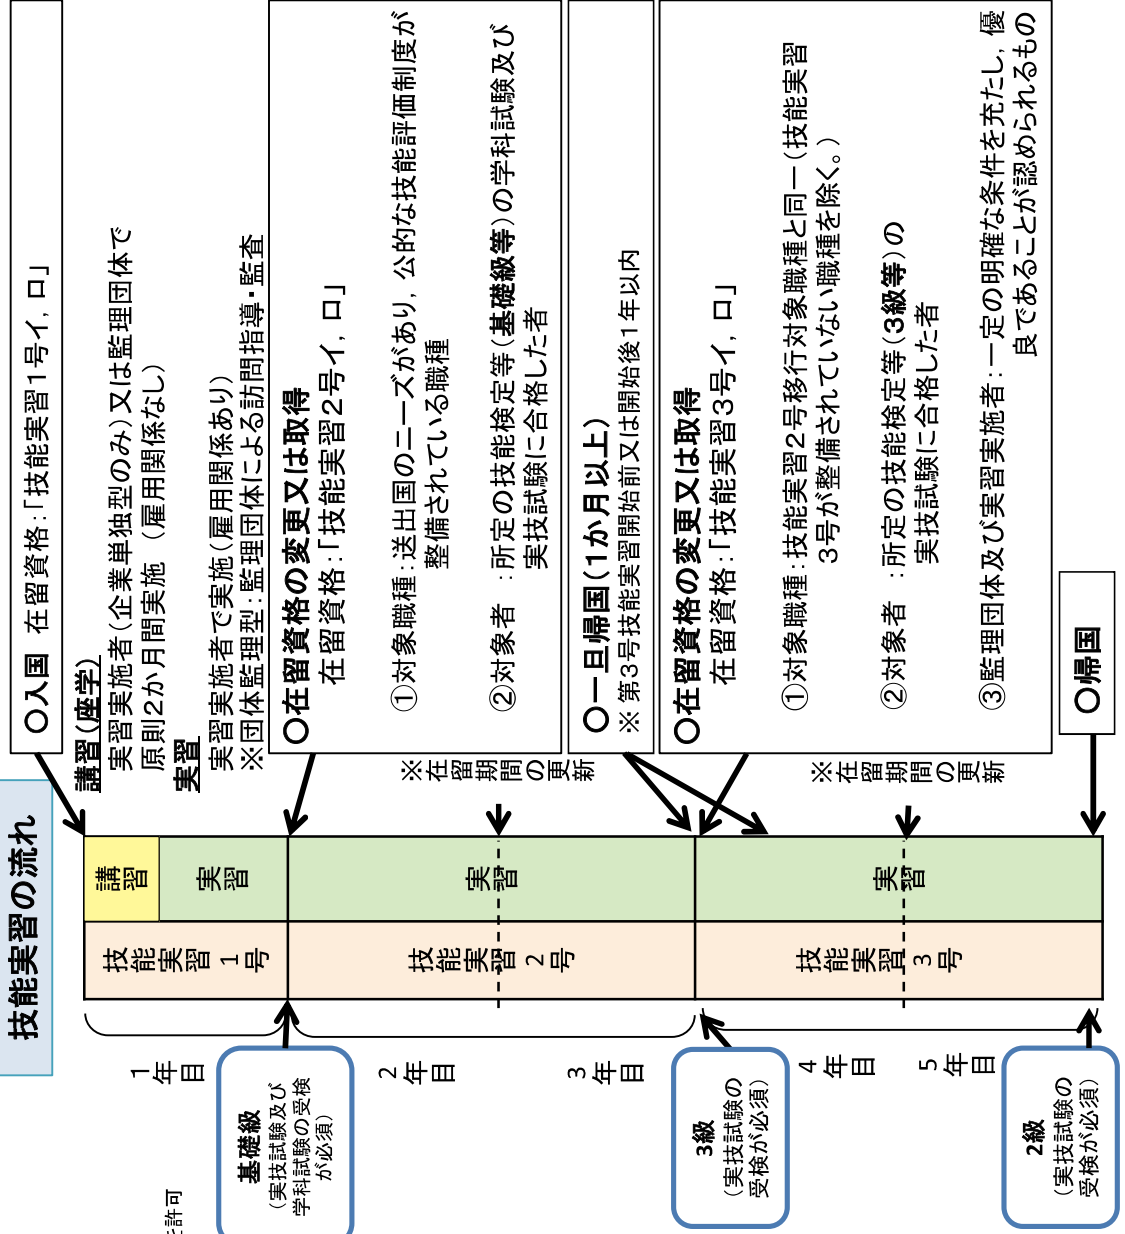 技能実習の流れ
○入国 在留資格：「技能実習１号イ，ロ」
講習（座学）
実習実施者（企業単独型のみ）又は監理団体で
原則２か月間実施 （雇用関係なし）
実習
実習実施者で実施（雇用関係あり）
※団体監理型：監理団体による訪問指導・監査
○在留資格の変更又は取得
在留資格：「技能実習２号イ，ロ」
①対象職種：送出国のニーズがあり，公的な技能評価制度が
整備されている職種
②対象者 ：所定の技能検定等（基礎級等）の学科試験及び
実技試験に合格した者
○一旦帰国（１か月以上）
※ 第３号技能実習開始前又は開始後１年以内
○在留資格の変更又は取得
在留資格：「技能実習３号イ，ロ」
①対象職種：技能実習２号移行対象職種と同一（技能実習
３号が整備されていない職種を除く。）
②対象者 ：所定の技能検定等（３級等）の
実技試験に合格した者
③監理団体及び実習実施者：一定の明確な条件を充たし，優
良であることが認められるもの
○帰国
※在留期間の更新
※在留期間の更新
講習
実習
実習
実習
技能実習１号
技能実習２号
技能実習３号
１年目
２年目
３年目
４年目
５年目
基礎級
（実技試験及び
学科試験の受検
が必須）
3級
（実技試験の
受検が必須）
2級
（実技試験の
受検が必須）
許可